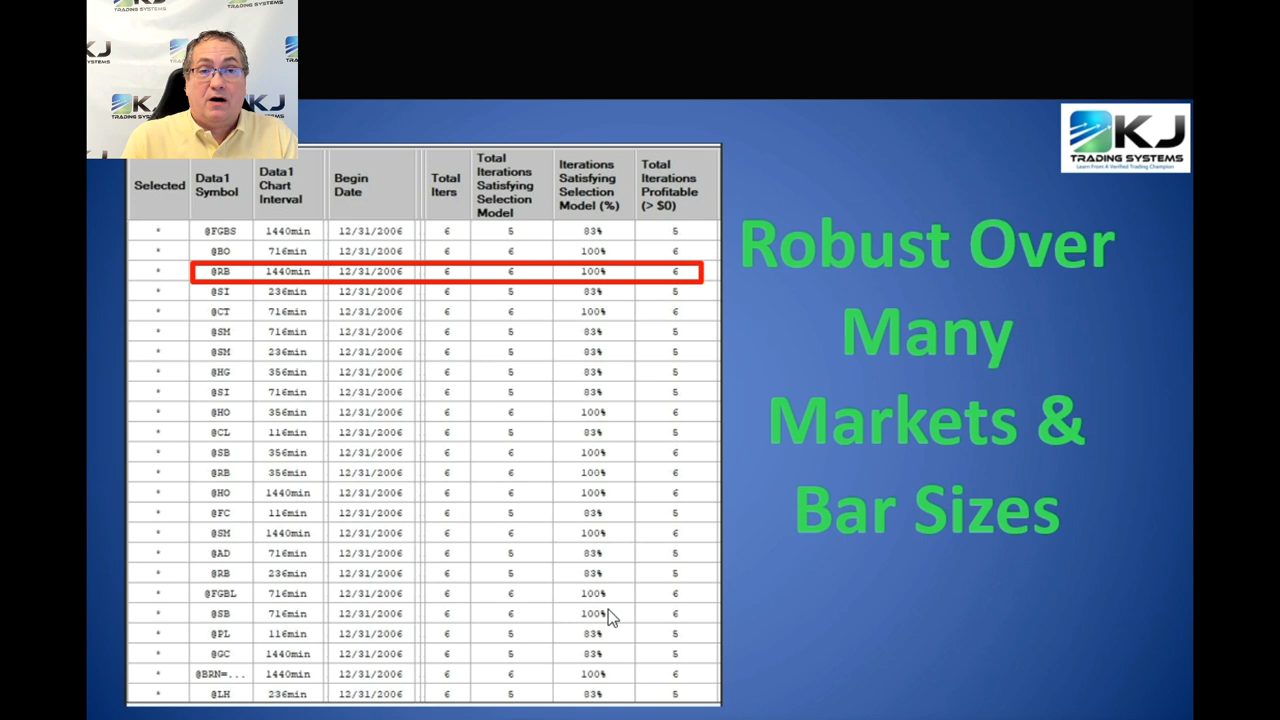 KJ
TRADING SYSTEMS
KJ
TRADING SYSTEMS
Learn From A Verified Trading Champion
Selected Data1 Symbol Data1 Chart Interval Begin Date Total Iters Total Iterations Satisfying Selection Model Iterations Satisfying Selection Model (%) Total Iterations Profitable (> $0)
* @FGBS 1440min 12/31/2006 6 5 83% 5
* @BO 716min 12/31/2006 6 6 100% 6
* @RB 1440min 12/31/2006 6 6 100% 6
* @SI 236min 12/31/2006 6 5 83% 5
* @CT 716min 12/31/2006 6 6 100% 6
* @SM 716min 12/31/2006 6 5 83% 5
* @SM 236min 12/31/2006 6 5 83% 5
* @HG 356min 12/31/2006 6 5 83% 5
* @SI 716min 12/31/2006 6 5 83% 5
* @HO 356min 12/31/2006 6 6 100% 6
* @CL 116min 12/31/2006 6 5 83% 5
* @SB 356min 12/31/2006 6 6 100% 6
* @RB 356min 12/31/2006 6 6 100% 6
* @HO 1440min 12/31/2006 6 6 100% 6
* @FC 116min 12/31/2006 6 5 83% 5
* @SM 1440min 12/31/2006 6 6 100% 6
* @AD 716min 12/31/2006 6 5 83% 5
* @RB 236min 12/31/2006 6 5 83% 5
* @FGBL 716min 12/31/2006 6 6 100% 6
* @SB 716min 12/31/2006 6 6 100% 6
* @PL 116min 12/31/2006 6 5 83% 5
* @GC 1440min 12/31/2006 6 5 83% 5
* @BRN=... 1440min 12/31/2006 6 6 100% 6
* @LH 236min 12/31/2006 6 5 83% 5
Robust Over
Many
Markets &
Bar Sizes